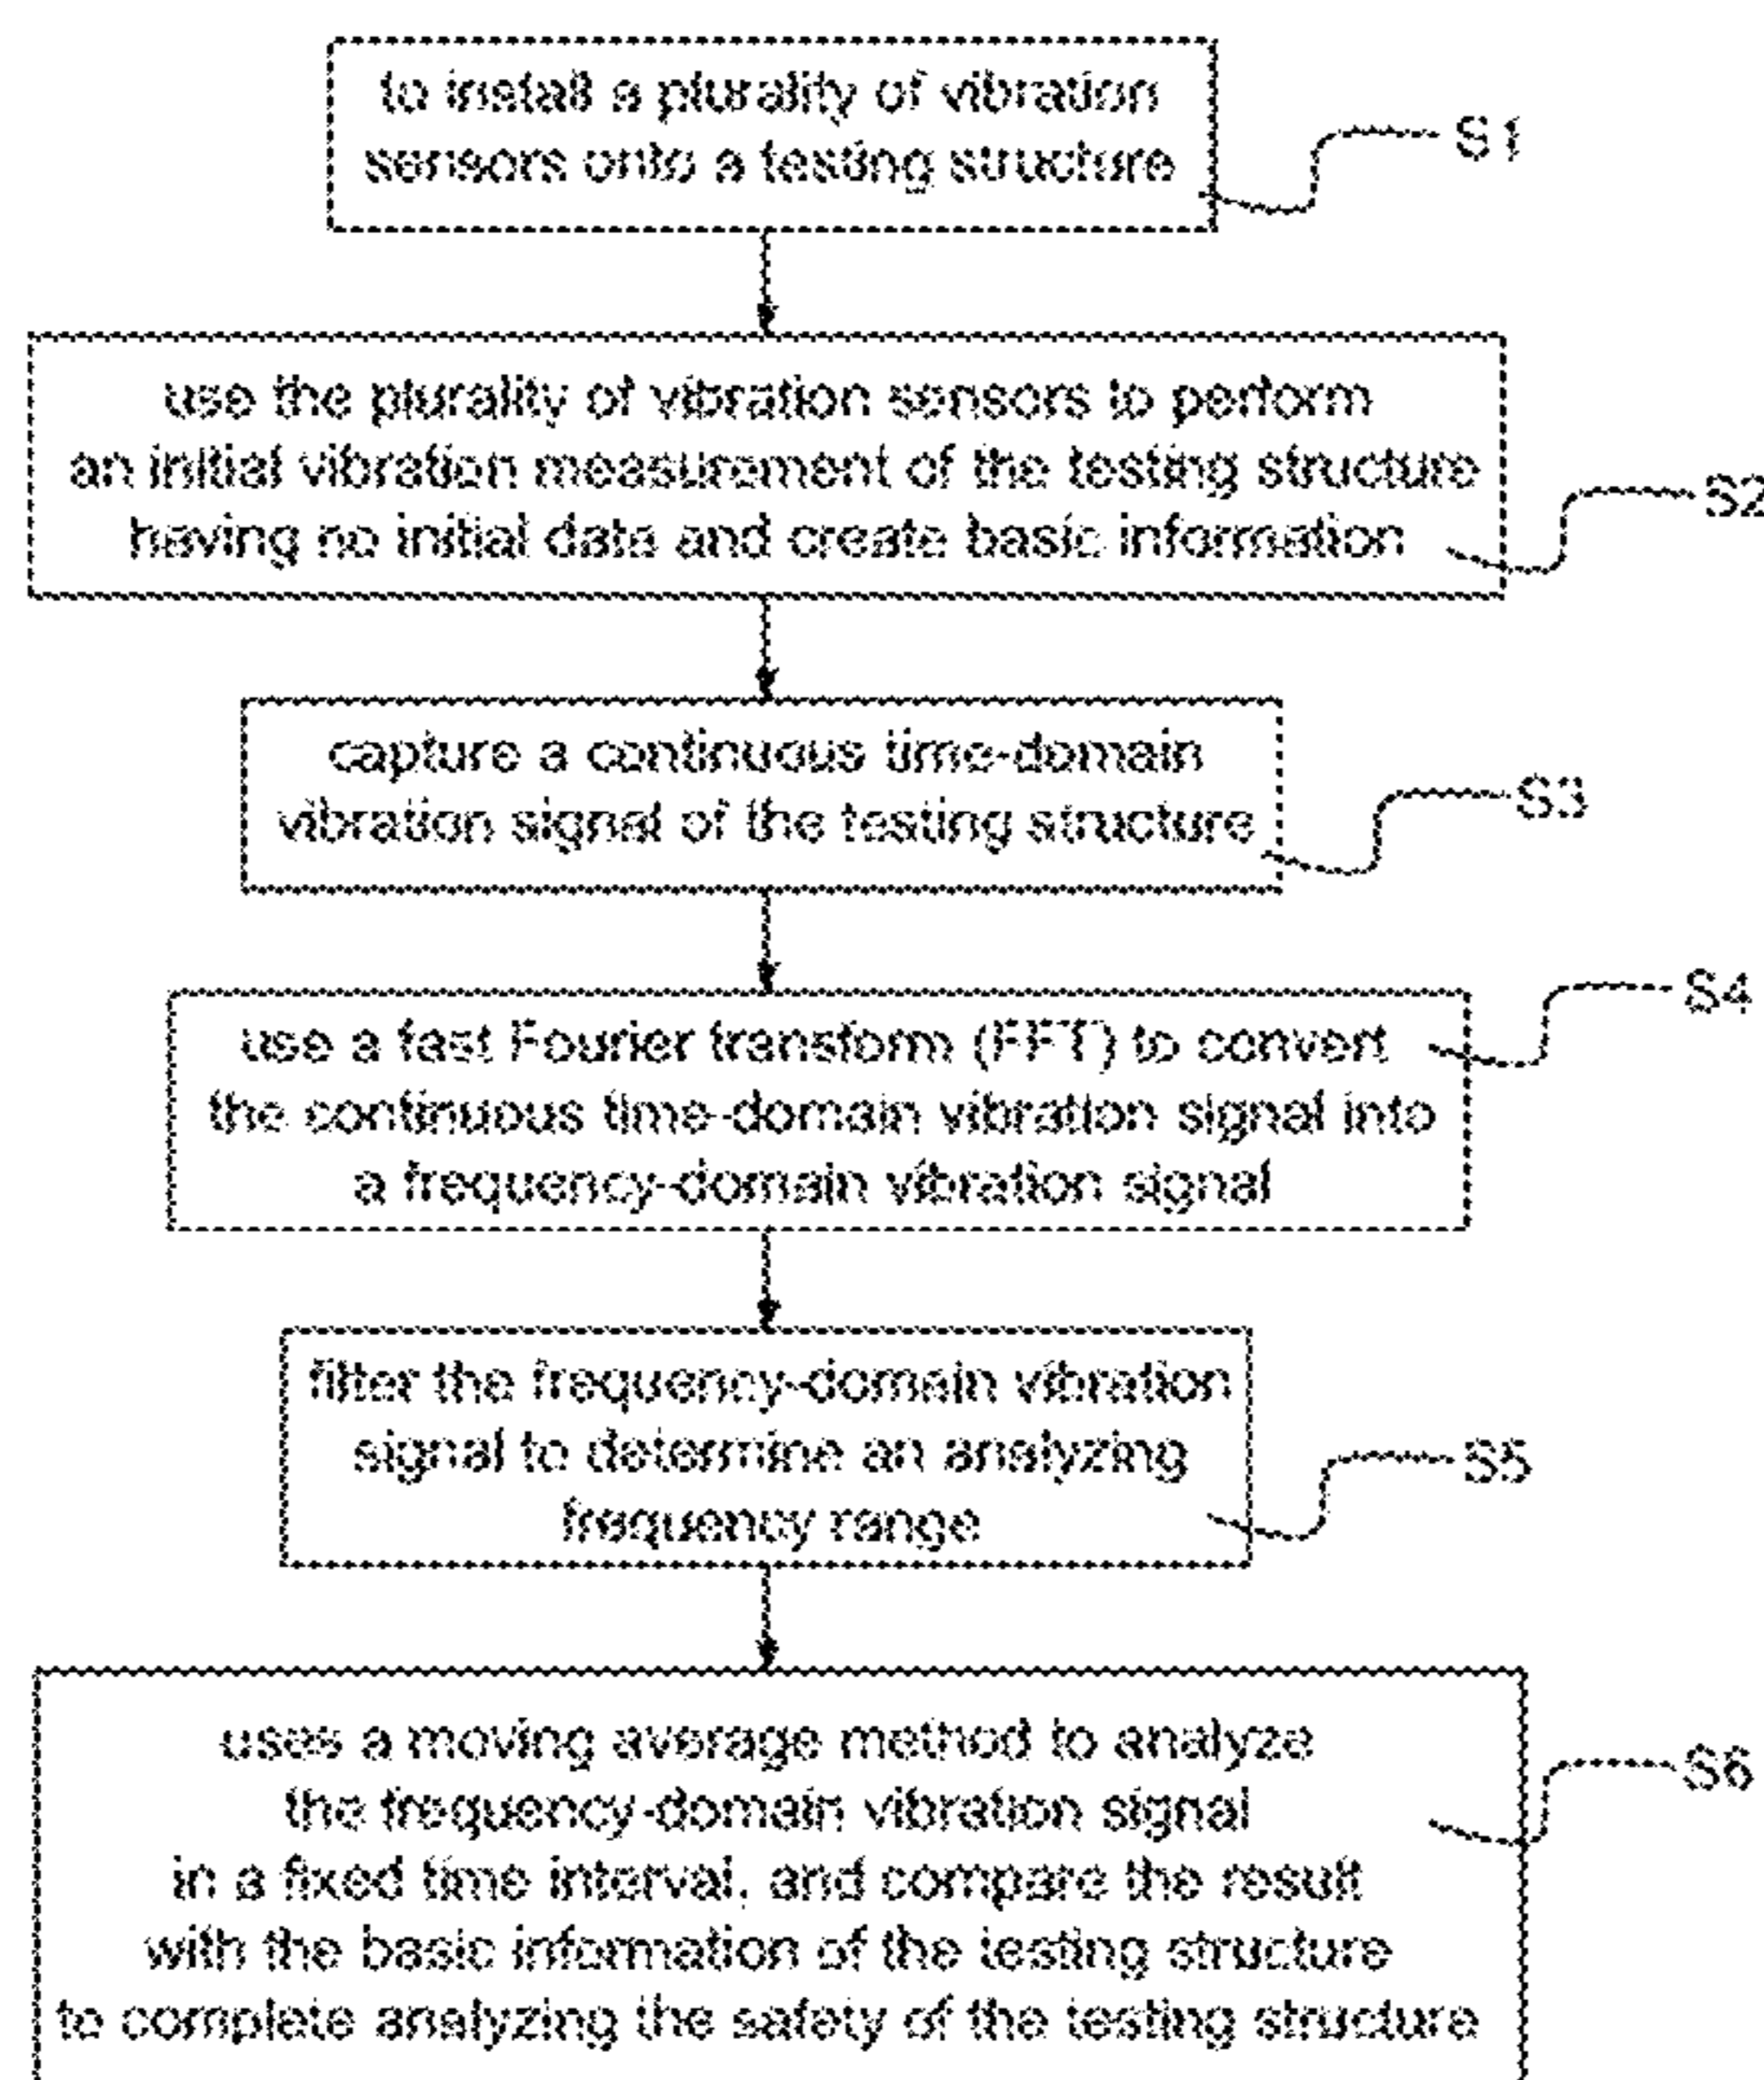 to install a plurality of vibration
sensors onto a testing structure
S1
use the plurality of vibration sensors to perform
an initial vibration measurement of the testing structure
having no initial data and create basic information
S2
capture a continuous time-domain
vibration signal of the testing structure
S3
use a fast Fourier transform (FFT) to convert
the continuous time-domain vibration signal into
a frequency-domain vibration signal
S4
filter the frequency-domain vibration
signal to determine an analyzing
frequency range
S5
uses a moving average method to analyze
the frequency-domain vibration signal
in a fixed time interval, and compare the result
with the basic information of the testing structure
to complete analyzing the safety of the testing structure
S6